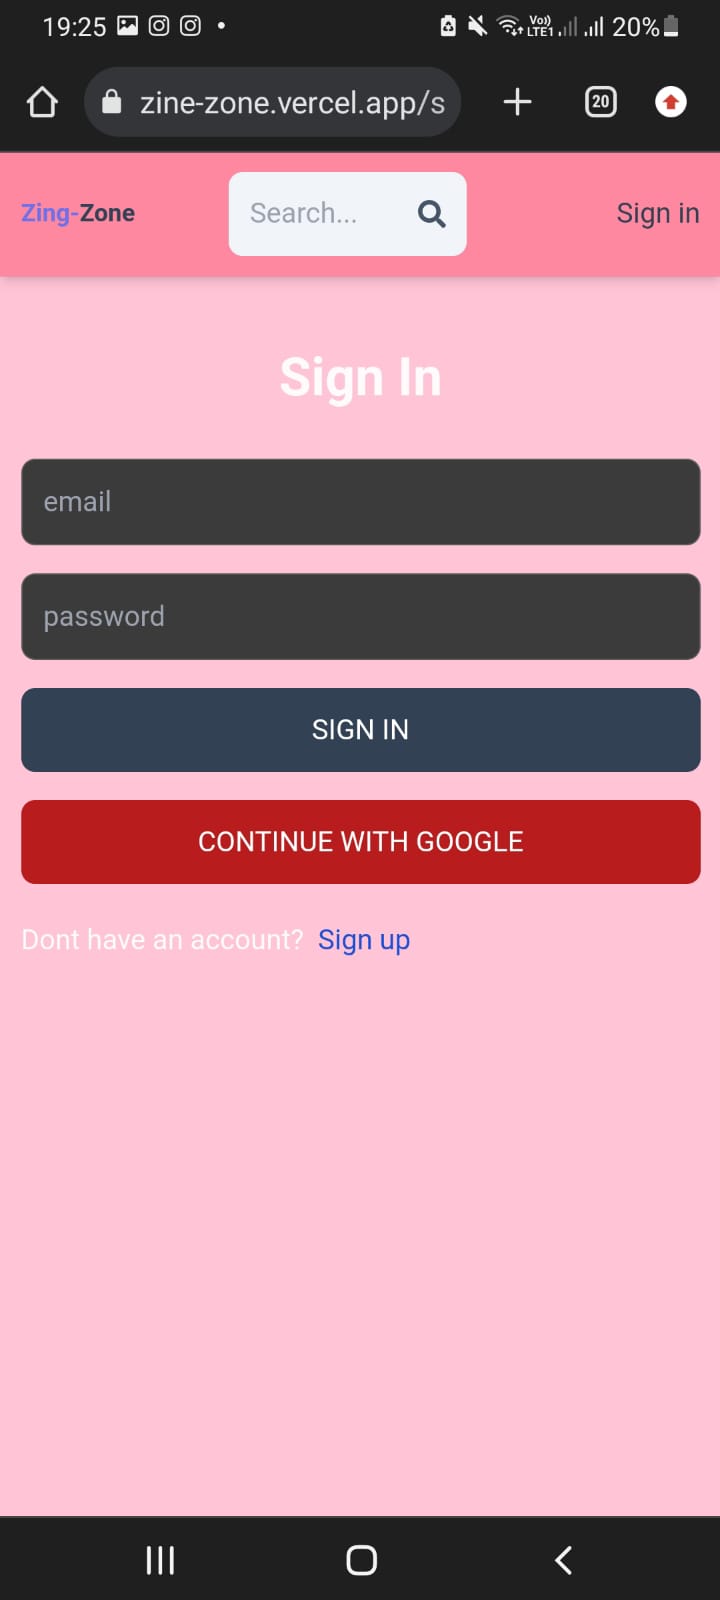 19:25 Vo)) LTE1 20%
zine-zone.vercel.app/s 20
Zing-Zone Search... Sign in
Sign In
email
password
SIGN IN
CONTINUE WITH GOOGLE
Dont have an account? Sign up